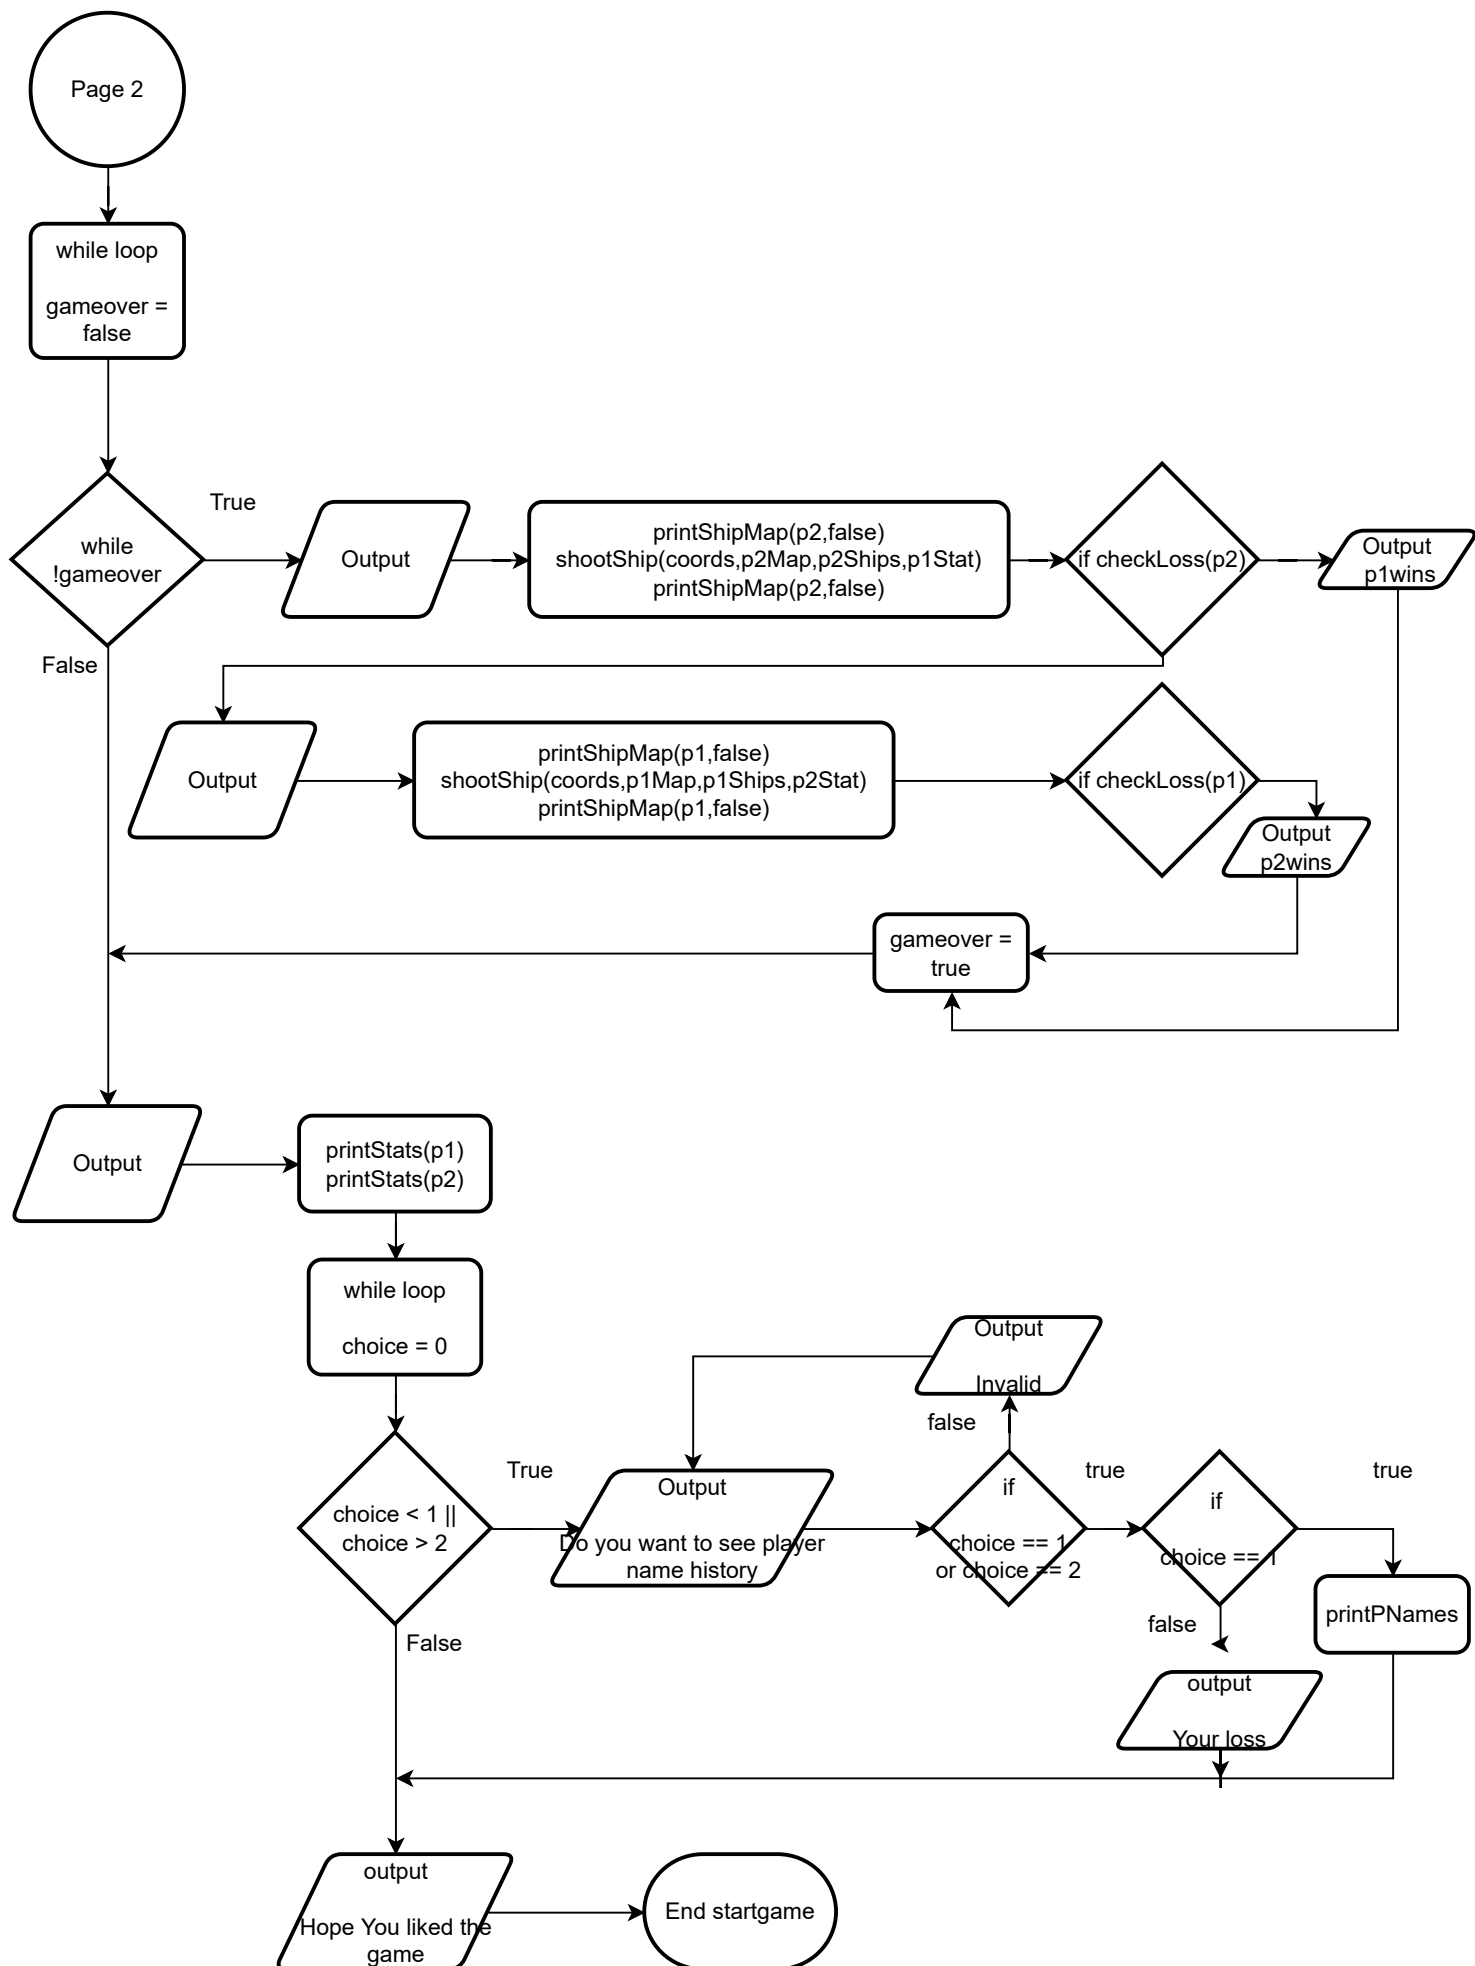 Page 2
while loop
gameover =
false
while
!gameover
True
False
Output
printShipMap(p2,false)
shootShip(coords,p2Map,p2Ships,p1Stat)
printShipMap(p2,false)
if checkLoss(p2)
Output
p1wins
Output
printShipMap(p1,false)
shootShip(coords,p1Map,p1Ships,p2Stat)
printShipMap(p1,false)
if checkLoss(p1)
Output
p2wins
gameover =
true
Output
printStats(p1)
printStats(p2)
while loop
choice = 0
choice < 1 ||
choice > 2
True
False
Output
Do you want to see player
name history
Output
Invalid
false
if
choice == 1
or choice == 2
true
if
choice == 1
true
false
printPNames
output
Your loss
output
Hope You liked the
game
End startgame